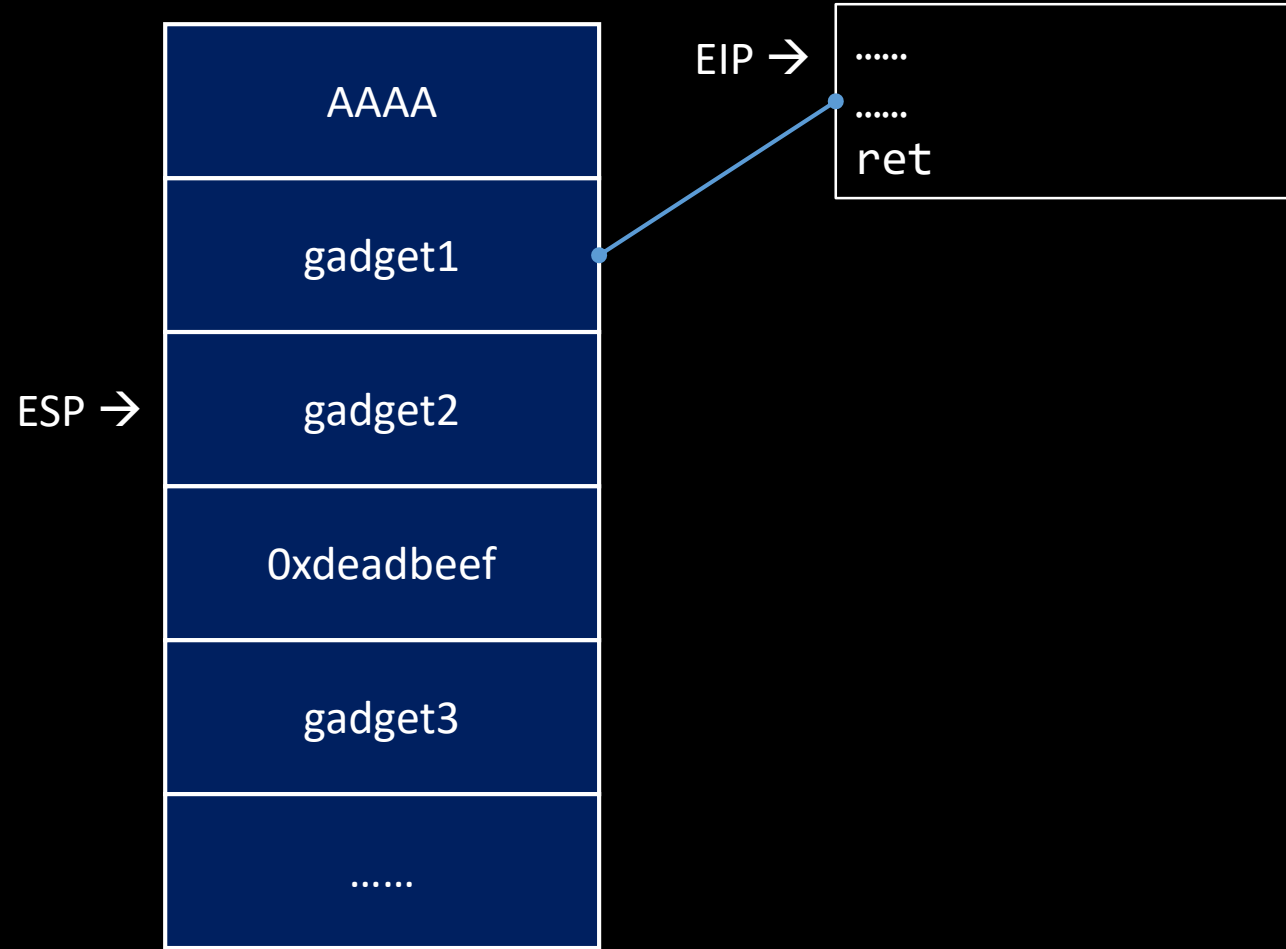 AAAA
gadget1
ESP → gadget2
0xdeadbeef
gadget3
......
EIP → ......
......
ret